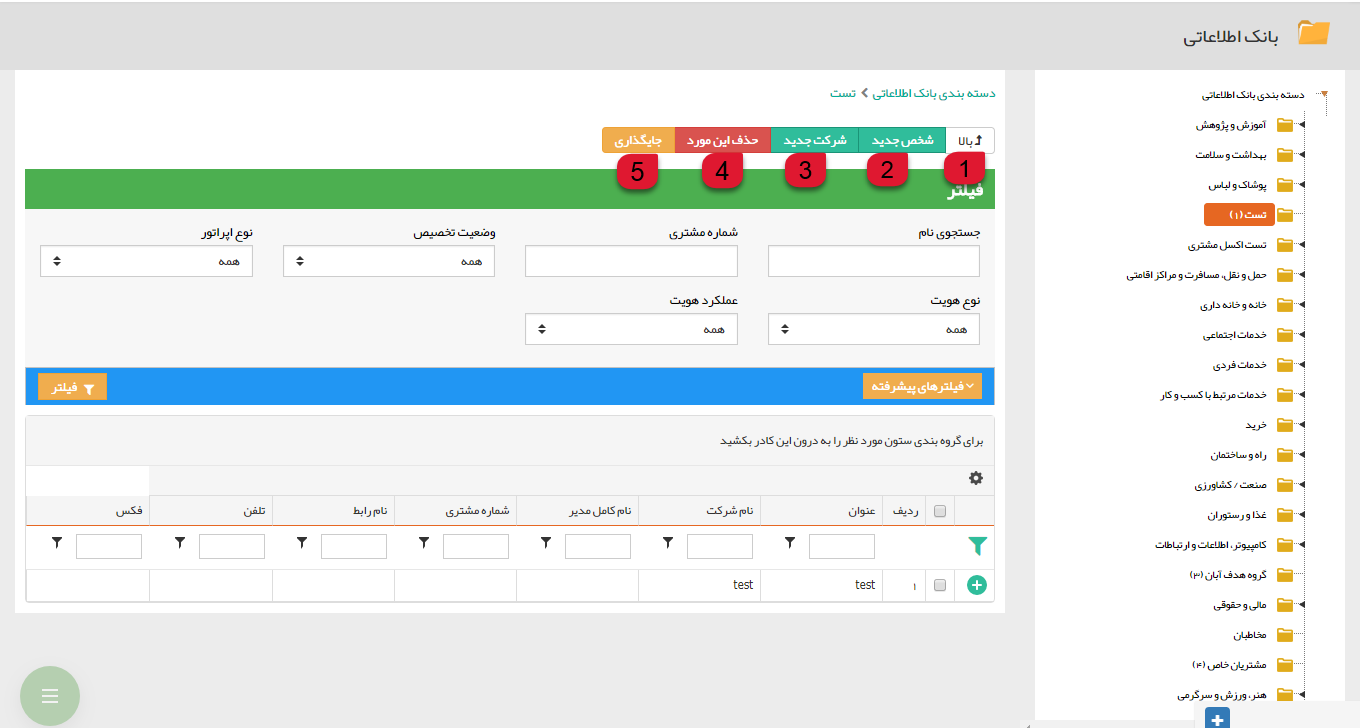 بانک اطلاعاتی
دسته بندی بانک اطلاعاتی
آموزش و پژوهش
بهداشت و سلامت
پوشاک و لباس
تست (۱)
تست اکسل مشتری
حمل و نقل، مسافرت و مراکز اقامتی
خانه و خانه داری
خدمات اجتماعی
خدمات فردی
خدمات مرتبط با کسب و کار
خرید
راه و ساختمان
صنعت / کشاورزی
غذا و رستوران
کامپیوتر، اطلاعات و ارتباطات
گروه هدف آبان (۳)
مالی و حقوقی
مخاطبان
مشتریان خاص (۴)
هنر، ورزش و سرگرمی
دسته بندی بانک اطلاعاتی > تست
بالا شخص جدید شرکت جدید حذف این مورد جایگذاری
1 2 3 4 5
فیلتر
جستجوی نام شماره مشتری وضعیت تخصیص نوع اپراتور
همه همه
نوع هویت عملکرد هویت
همه همه
فیلترهای پیشرفته فیلتر
برای گروه بندی ستون مورد نظر را به درون این کادر بکشید
ردیف عنوان نام شرکت نام کامل مدیر شماره مشتری نام رابط تلفن فکس
۱ test test